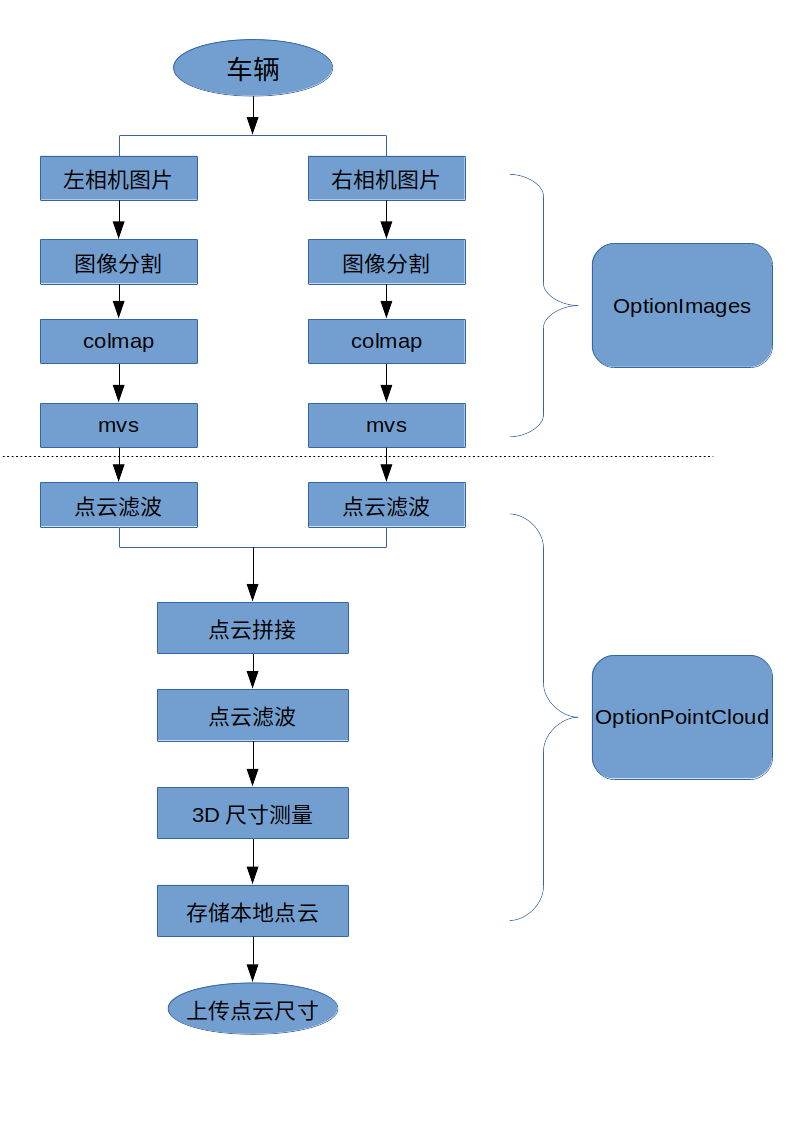 车辆
左相机图片
右相机图片
图像分割
图像分割
OptionImages
colmap
colmap
mvs
mvs
点云滤波
点云滤波
点云拼接
点云滤波
OptionPointCloud
3D 尺寸测量
存储本地点云
上传点云尺寸